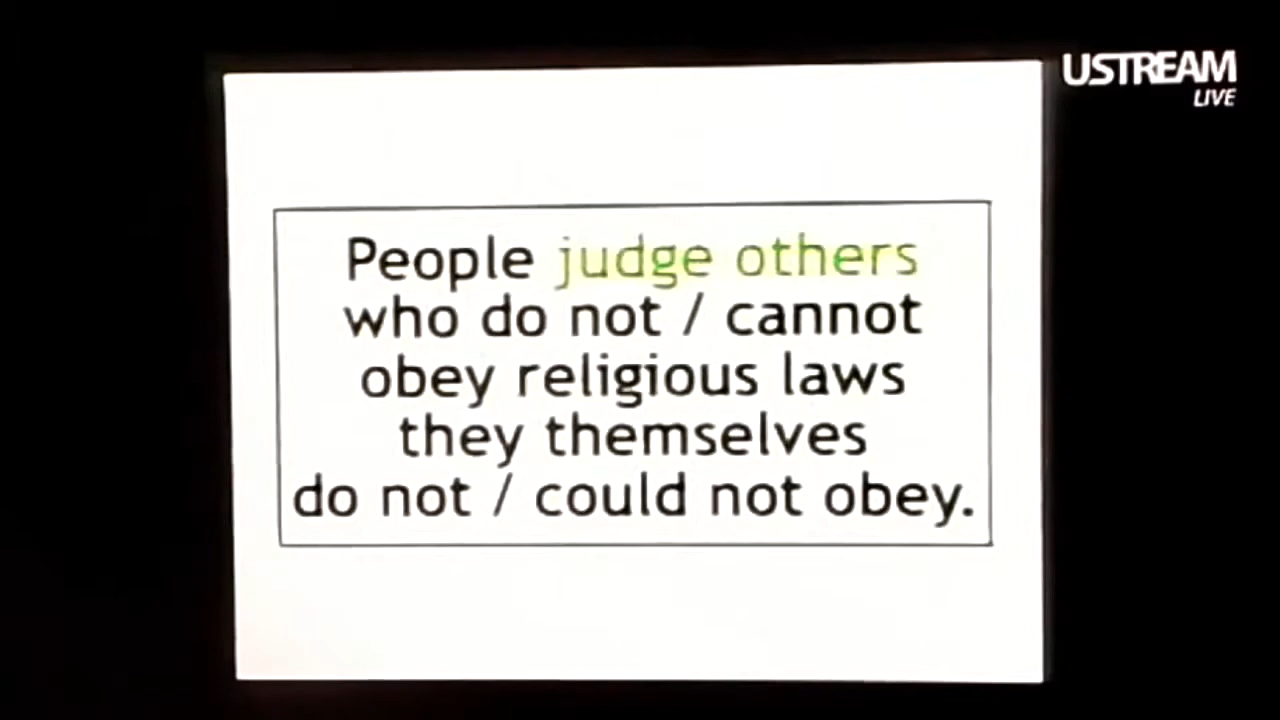 USTREAM
LIVE
People judge others
who do not / cannot
obey religious laws
they themselves
do not / could not obey.